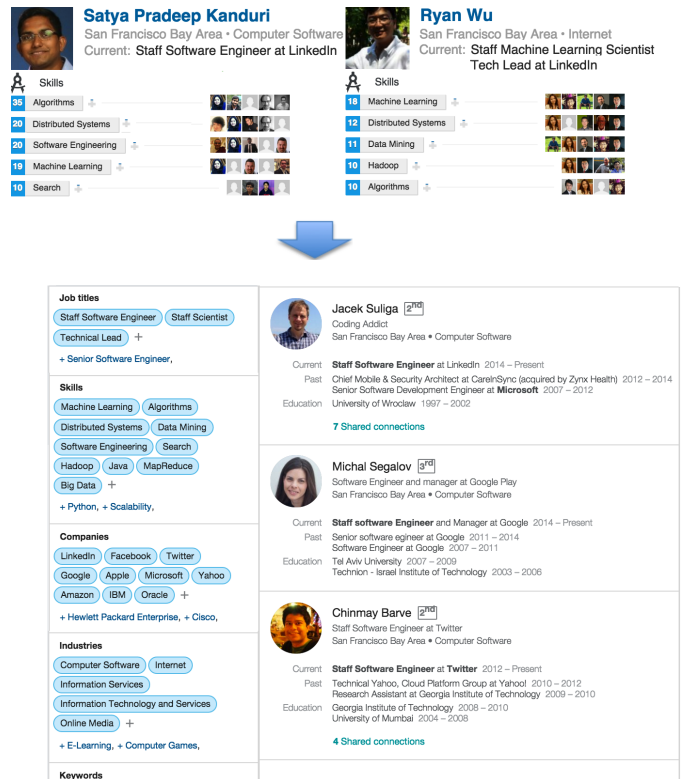 Satya Pradeep Kanduri
San Francisco Bay Area • Computer Software
Current: Staff Software Engineer at LinkedIn
Skills
35 Algorithms
20 Distributed Systems
20 Software Engineering
19 Machine Learning
10 Search
Ryan Wu
San Francisco Bay Area • Internet
Current: Staff Machine Learning Scientist
Tech Lead at LinkedIn
Skills
18 Machine Learning
12 Distributed Systems
11 Data Mining
10 Hadoop
10 Algorithms
Job titles
Staff Software Engineer Staff Scientist
Technical Lead +
+ Senior Software Engineer,
Skills
Machine Learning Algorithms
Distributed Systems Data Mining
Software Engineering Search
Hadoop Java MapReduce
Big Data +
+ Python, + Scalability,
Companies
LinkedIn Facebook Twitter
Google Apple Microsoft Yahoo
Amazon IBM Oracle +
+ Hewlett Packard Enterprise, + Cisco,
Industries
Computer Software Internet
Information Services
Information Technology and Services
Online Media +
+ E-Learning, + Computer Games,
Keywords
Jacek Suliga 2nd
Coding Addict
San Francisco Bay Area • Computer Software
Current Staff Software Engineer at LinkedIn 2014 – Present
Past Chief Mobile & Security Architect at CareInSync (acquired by Zynx Health) 2012 – 2014
Senior Software Development Engineer at Microsoft 2007 – 2012
Education University of Wroclaw 1997 – 2002
7 Shared connections
Michal Segalov 3rd
Software Engineer and manager at Google Play
San Francisco Bay Area • Computer Software
Current Staff software Engineer and Manager at Google 2014 – Present
Past Senior software egineer at Google 2011 – 2014
Software Engineer at Google 2007 – 2011
Education Tel Aviv University 2007 – 2009
Technion - Israel Institute of Technology 2003 – 2006
Chinmay Barve 2nd
Staff Software Engineer at Twitter
San Francisco Bay Area • Computer Software
Current Staff Software Engineer at Twitter 2012 – Present
Past Technical Yahoo, Cloud Platform Group at Yahoo! 2010 – 2012
Research Assistant at Georgia Institute of Technology 2009 – 2010
Education Georgia Institute of Technology 2008 – 2010
University of Mumbai 2004 – 2008
4 Shared connections